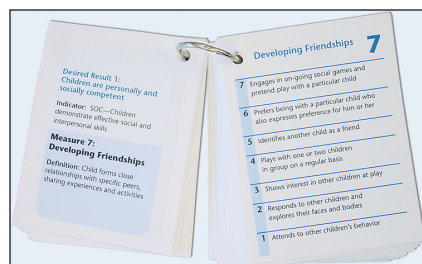 Desired Result 1:
Children are personally and
socially competent
Indicator: SOC—Children
demonstrate effective social and
interpersonal skills
Measure 7:
Developing Friendships
Definition: Child forms close
relationships with specific peers,
sharing experiences and activities
Developing Friendships 7
7 Engages in on-going social games and
pretend play with a particular child
6 Prefers being with a particular child who
also expresses preference for him or her
5 Identifies another child as a friend
4 Plays with one or two children
in group on a regular basis
3 Shows interest in other children at play
2 Responds to other children and
explores their faces and bodies
1 Attends to other children's behavior